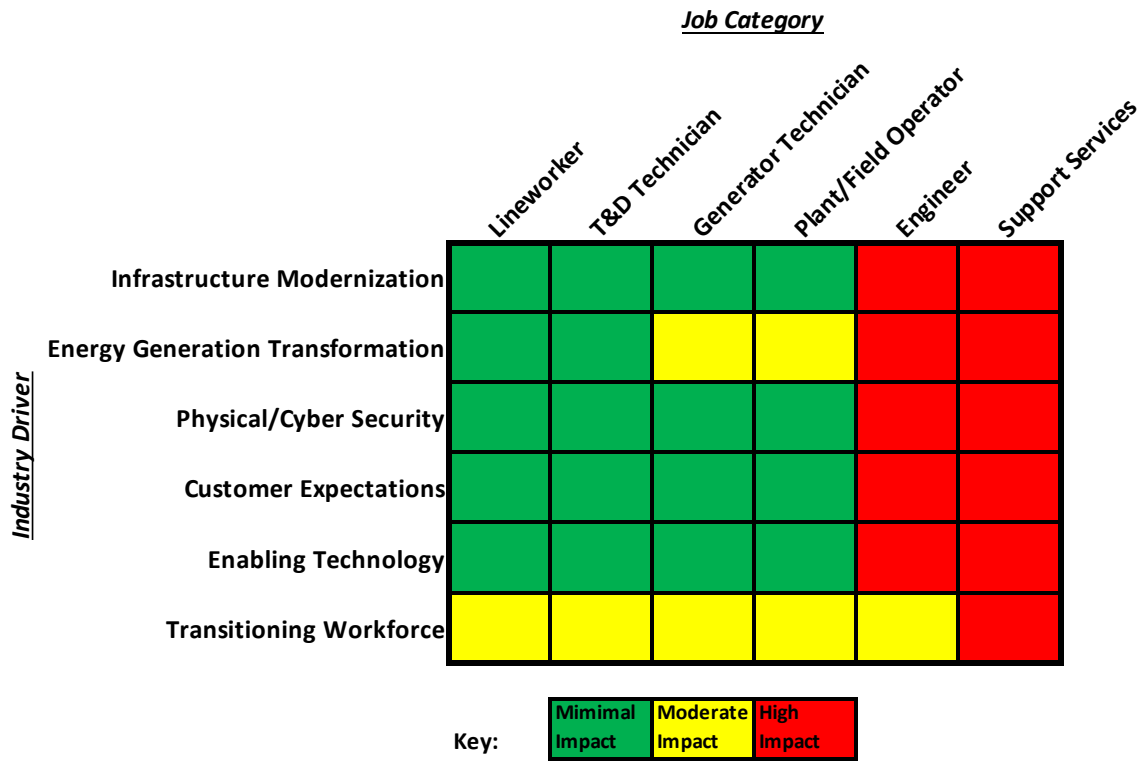 Job Category
Lineworker
T&D Technician
Generator Technician
Plant/Field Operator
Engineer
Support Services
Industry Driver
Infrastructure Modernization
Energy Generation Transformation
Physical/Cyber Security
Customer Expectations
Enabling Technology
Transitioning Workforce
Key:
Mimimal
Impact
Moderate
Impact
High
Impact